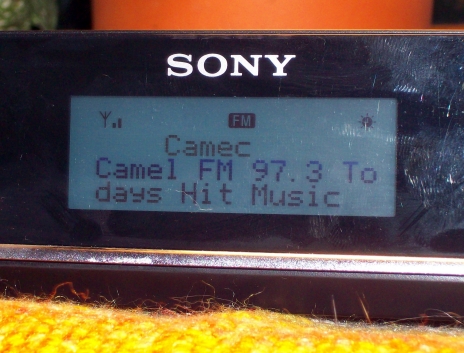 SONY
FM
Camec
Camel FM 97.3 To
days Hit Music